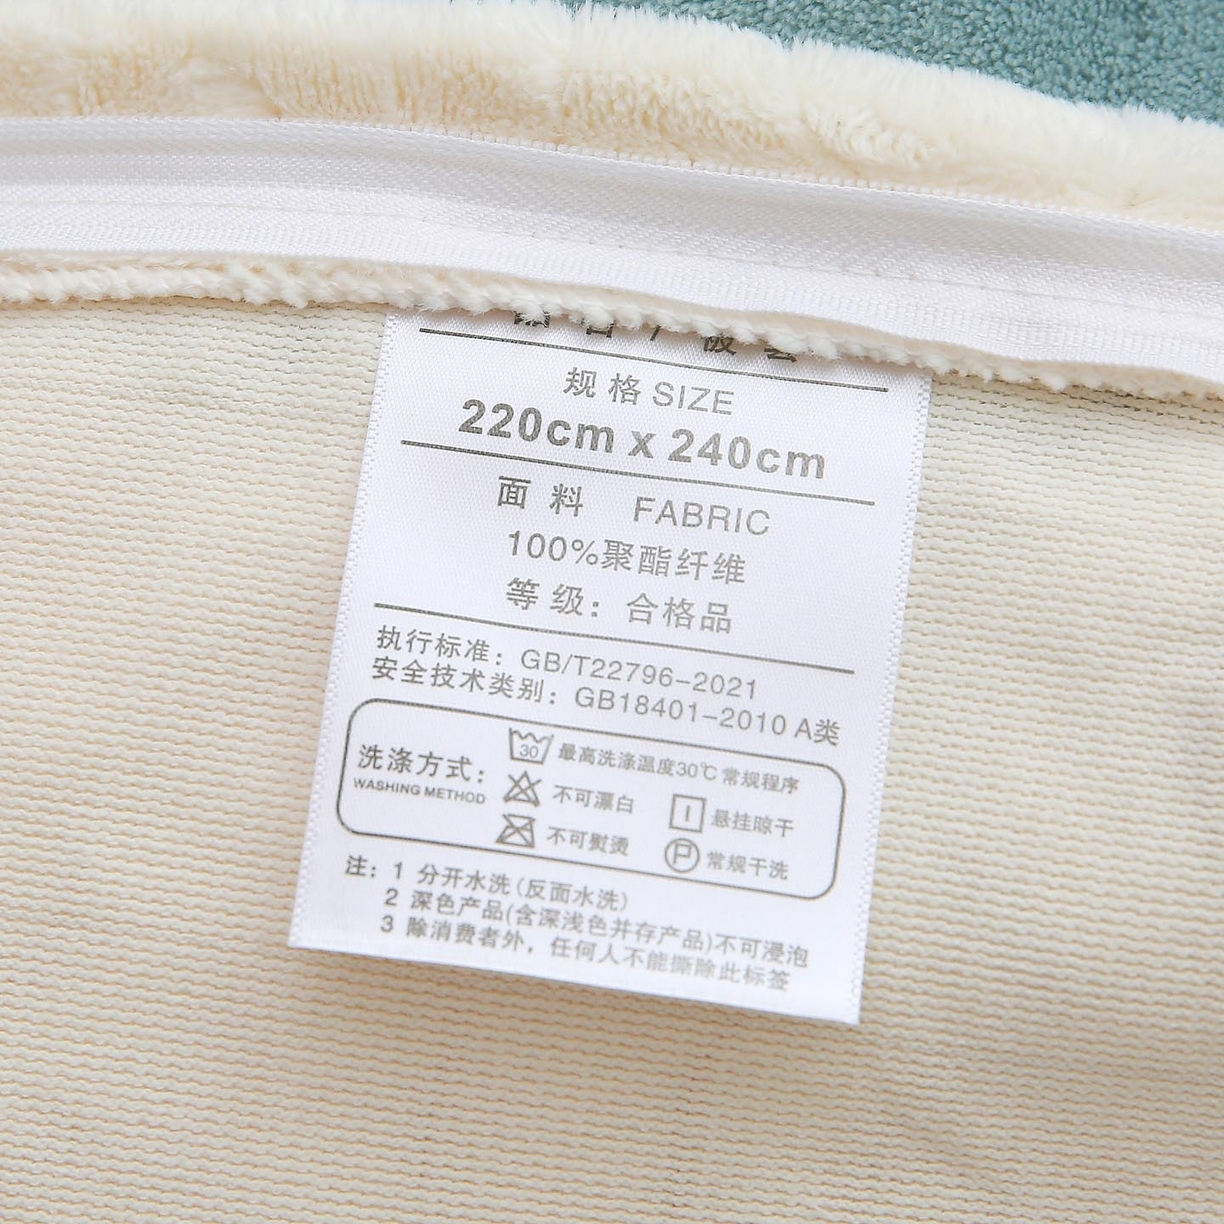 规格 SIZE
220cm x 240cm
面料 FABRIC
100%聚酯纤维
等级：合格品
执行标准：GB/T22796-2021
安全技术类别：GB18401-2010 A类
洗涤方式：
WASHING METHOD
30 最高洗涤温度30℃ 常规程序
不可漂白 悬挂晾干
不可熨烫 P 常规干洗
注：1 分开水洗(反面水洗)
2 深色产品(含深浅色并存产品)不可浸泡
3 除消费者外，任何人不能撕除此标签